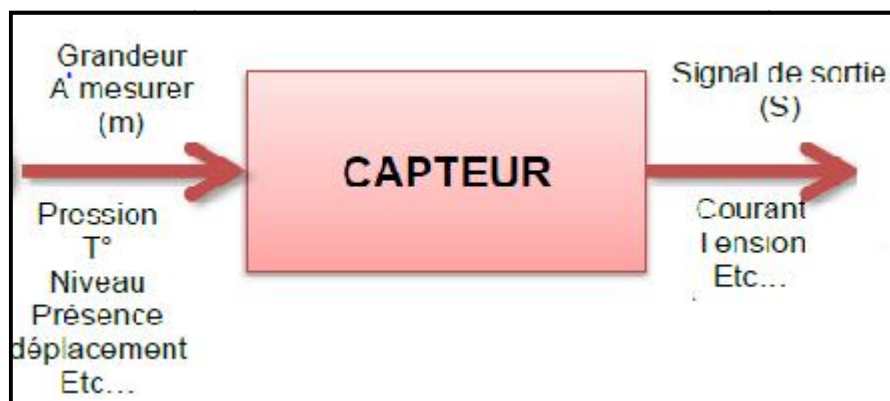 Grandeur
A' mesurer
(m)
Pression
T°
Niveau
Présence
déplacement
Etc...
CAPTEUR
Signal de sortie
(S)
Courant
Tension
Etc...